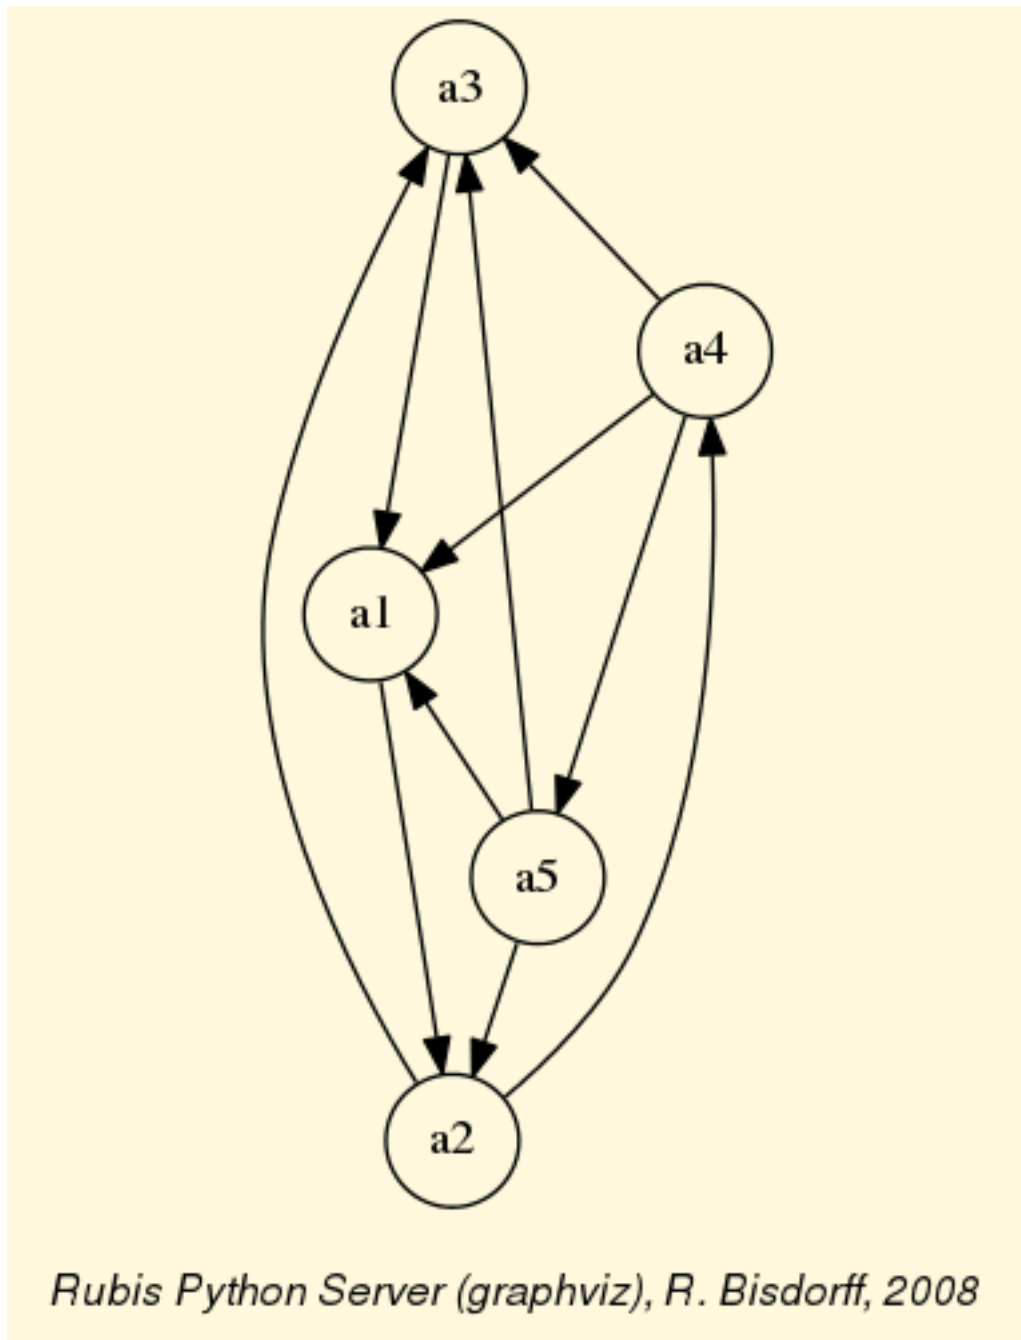 a3
a4
a1
a5
a2
Rubis Python Server (graphviz), R. Bisdorff, 2008